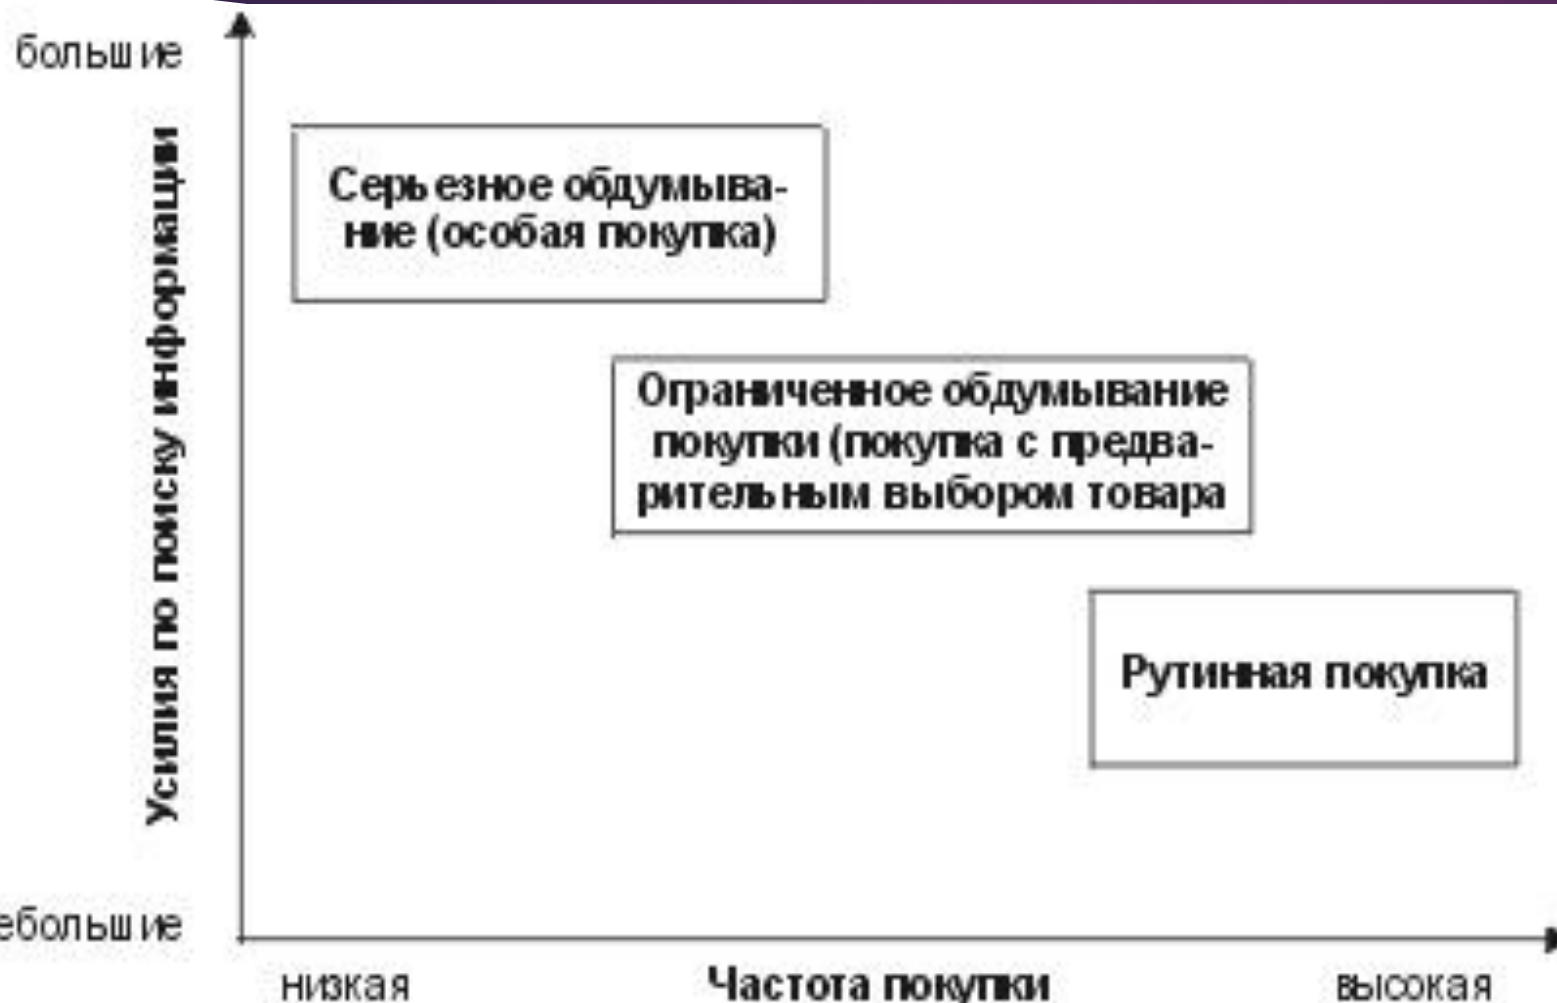 большие
Усилия по поиску информации
Серьезное обдумыва-
ние (особая покупка)
Ограниченное обдумывание
покупки (покупка с предва-
рительным выбором товара
Рутинная покупка
ебольшие
низкая
Частота покупки
высокая